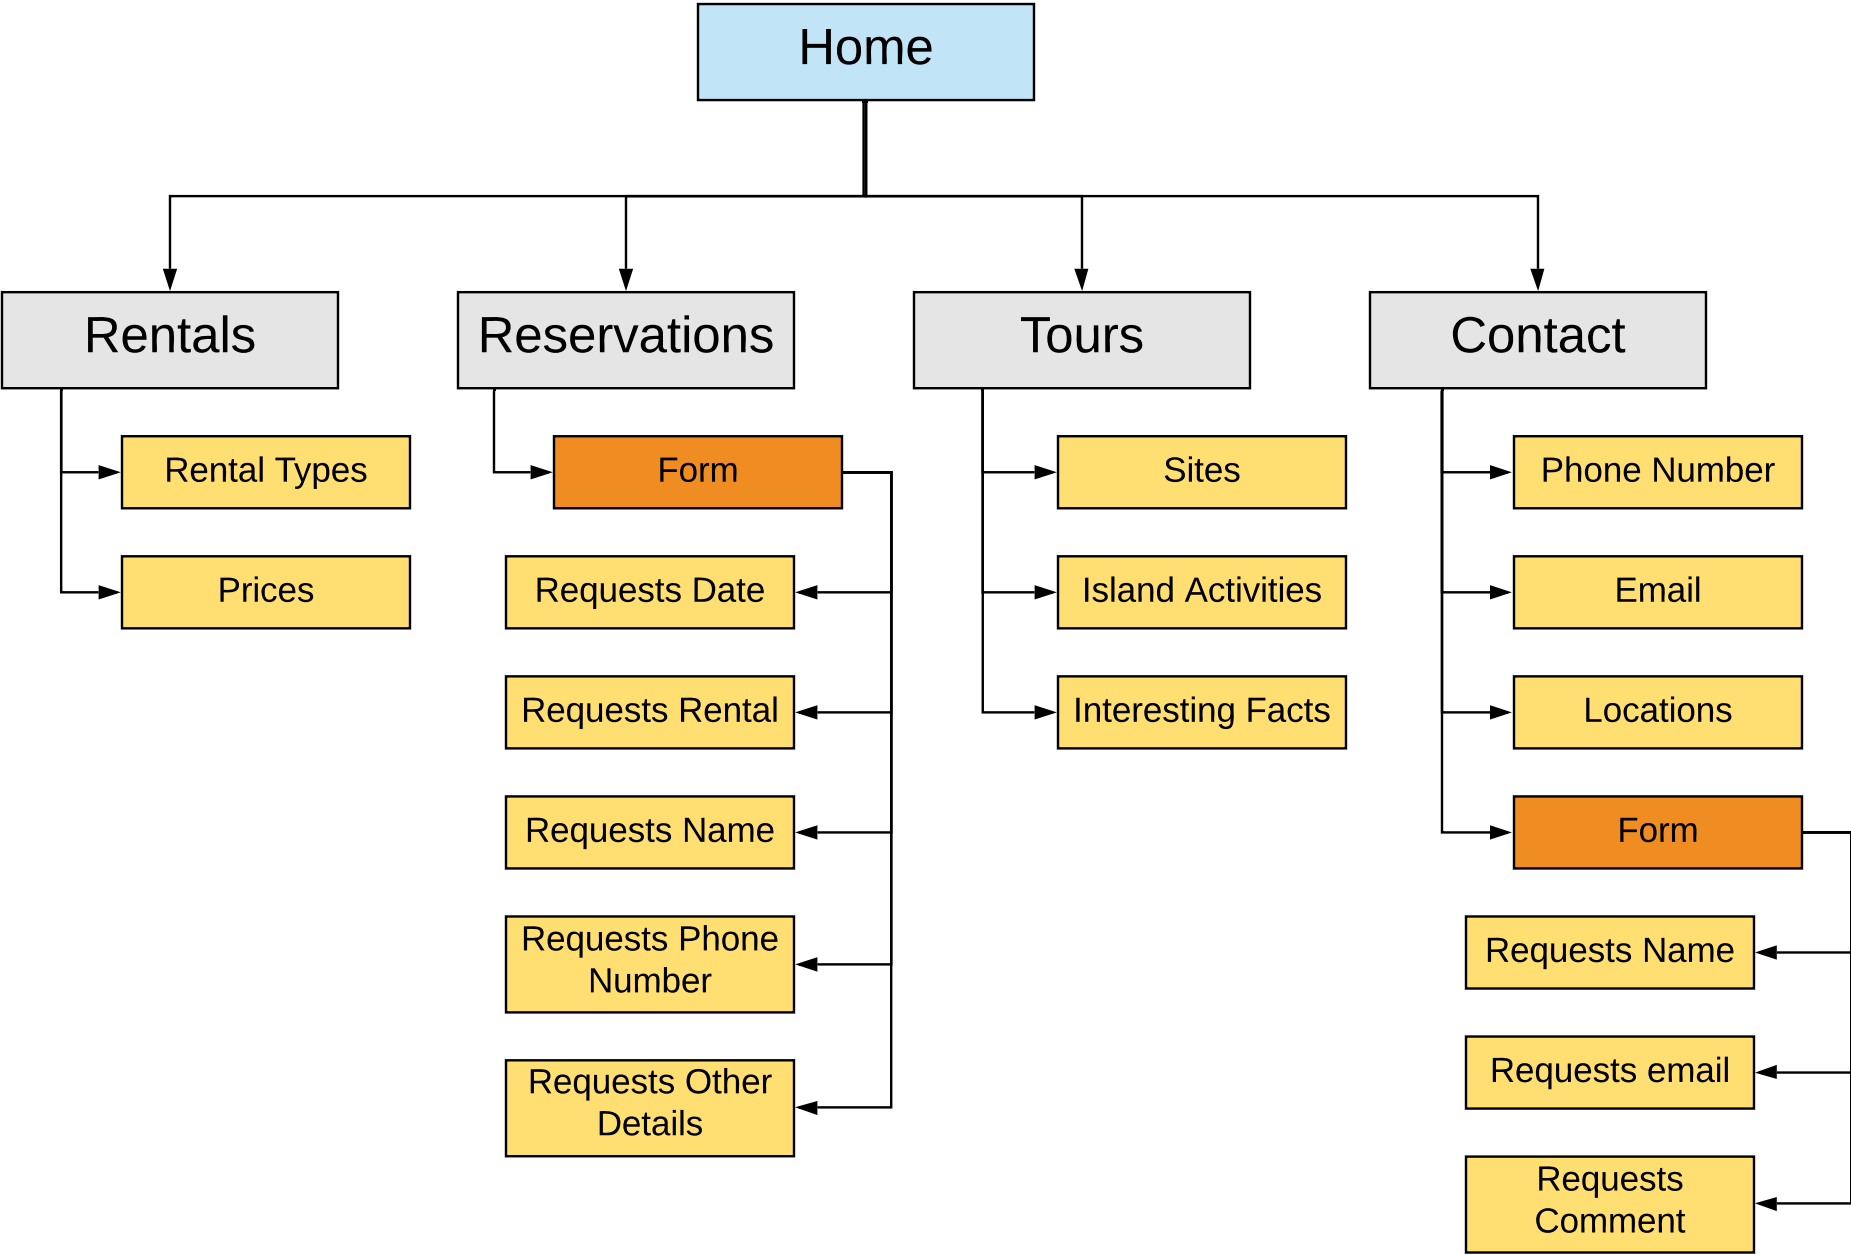 Home
Rentals
Reservations
Tours
Contact
Rental Types
Prices
Form
Requests Date
Requests Rental
Requests Name
Requests Phone
Number
Requests Other
Details
Sites
Island Activities
Interesting Facts
Phone Number
Email
Locations
Form
Requests Name
Requests email
Requests
Comment